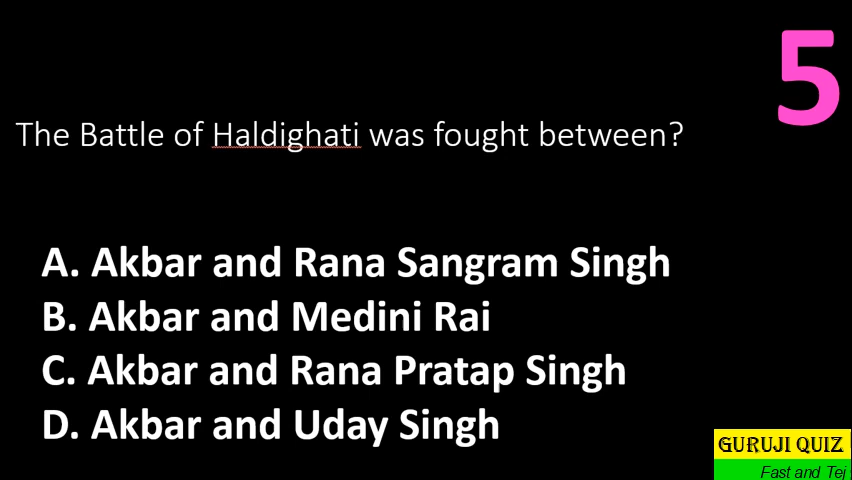 5
The Battle of Haldighati was fought between?
A. Akbar and Rana Sangram Singh
B. Akbar and Medini Rai
C. Akbar and Rana Pratap Singh
D. Akbar and Uday Singh
GURUJI QUIZ
Fast and Tej